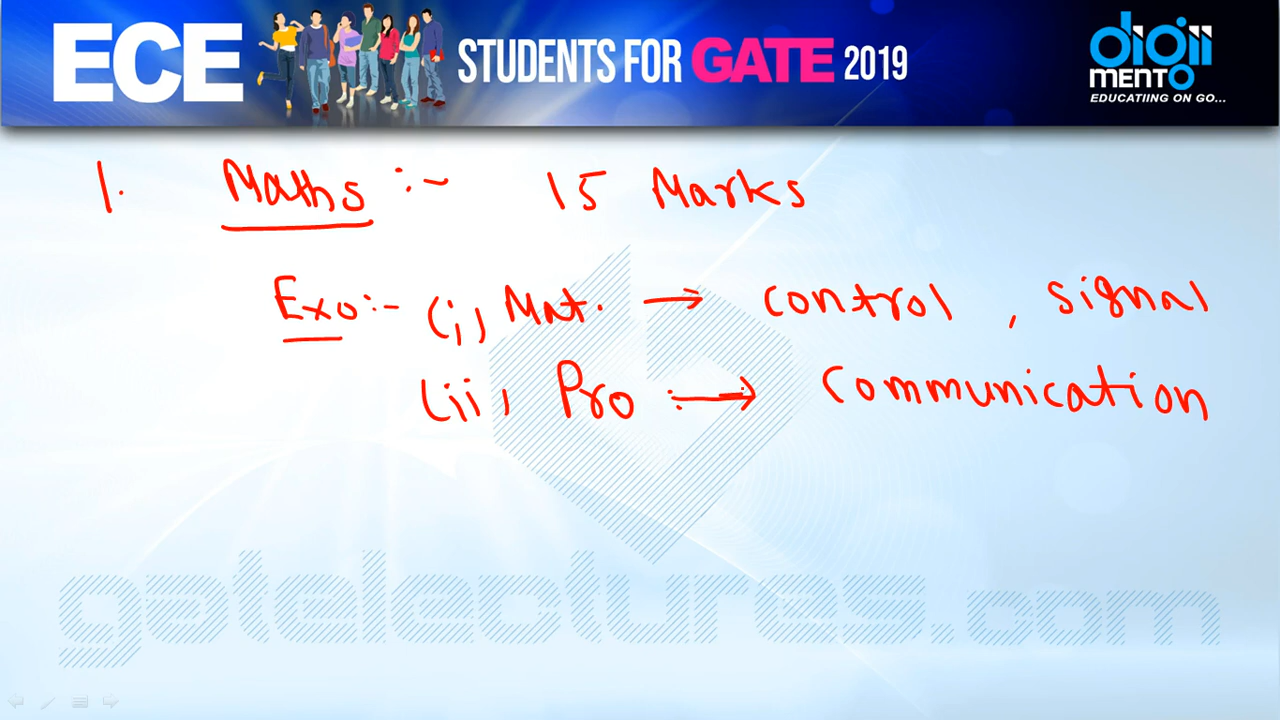 ECE STUDENTS FOR GATE 2019
digii
MENTO
EDUCATIING ON GO...
1. Maths :- 15 Marks
Exo:- (i) Mat. → control, signal
(ii) Pro :→ Communication
gatelectures.com